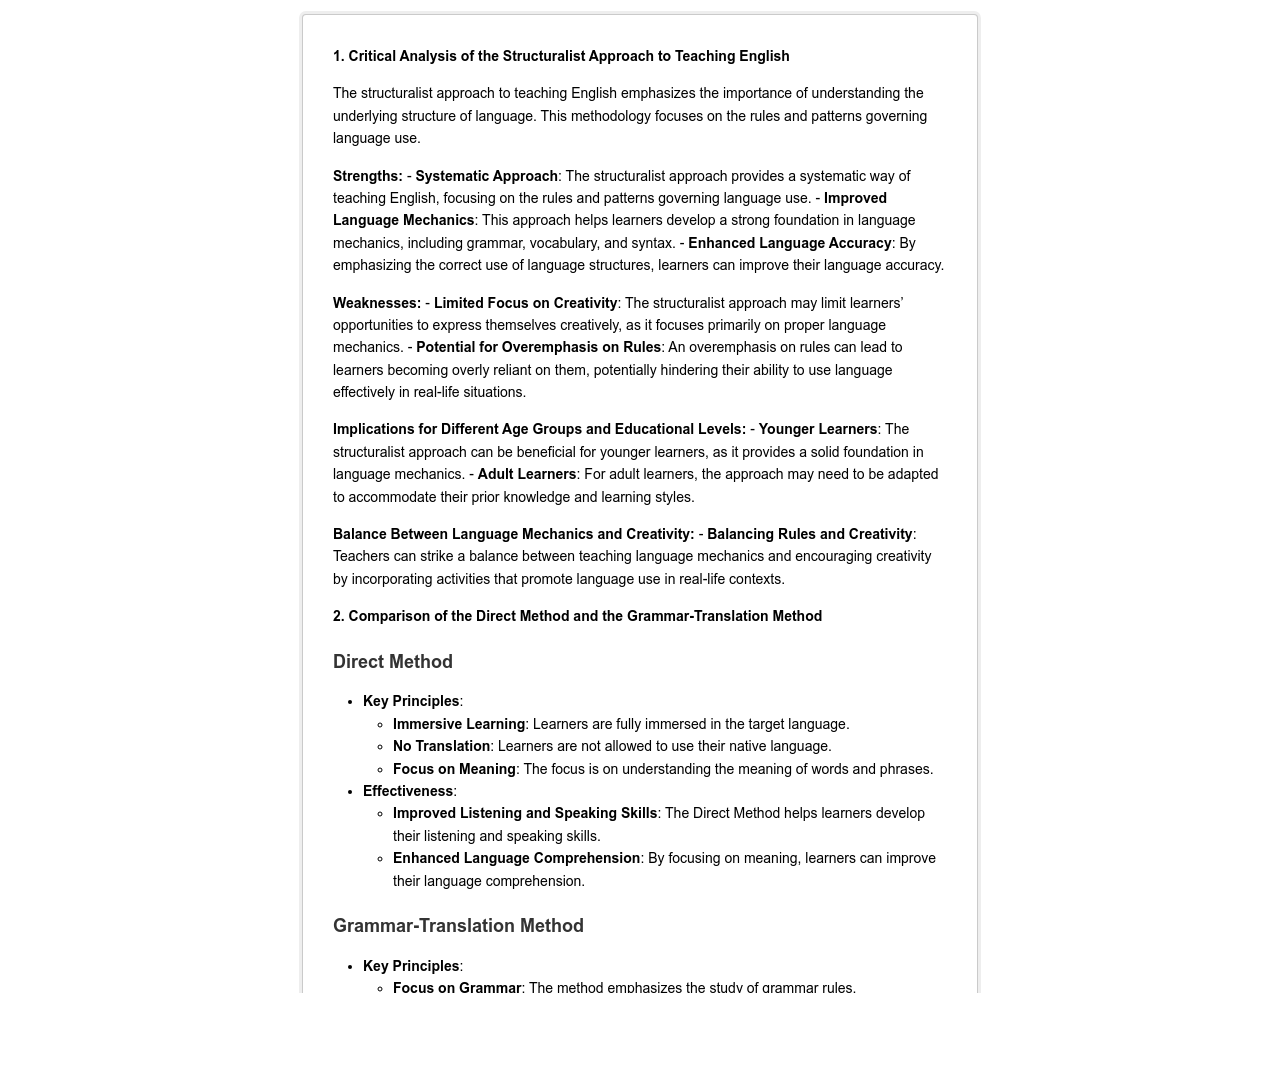 1. Critical Analysis of the Structuralist Approach to Teaching English
The structuralist approach to teaching English emphasizes the importance of understanding the
underlying structure of language. This methodology focuses on the rules and patterns governing
language use.
Strengths: - Systematic Approach: The structuralist approach provides a systematic way of
teaching English, focusing on the rules and patterns governing language use. - Improved
Language Mechanics: This approach helps learners develop a strong foundation in language
mechanics, including grammar, vocabulary, and syntax. - Enhanced Language Accuracy: By
emphasizing the correct use of language structures, learners can improve their language accuracy.
Weaknesses: - Limited Focus on Creativity: The structuralist approach may limit learners’
opportunities to express themselves creatively, as it focuses primarily on proper language
mechanics. - Potential for Overemphasis on Rules: An overemphasis on rules can lead to
learners becoming overly reliant on them, potentially hindering their ability to use language
effectively in real-life situations.
Implications for Different Age Groups and Educational Levels: - Younger Learners: The
structuralist approach can be beneficial for younger learners, as it provides a solid foundation in
language mechanics. - Adult Learners: For adult learners, the approach may need to be adapted
to accommodate their prior knowledge and learning styles.
Balance Between Language Mechanics and Creativity: - Balancing Rules and Creativity:
Teachers can strike a balance between teaching language mechanics and encouraging creativity
by incorporating activities that promote language use in real-life contexts.
2. Comparison of the Direct Method and the Grammar-Translation Method
Direct Method
• Key Principles:
◦ Immersive Learning: Learners are fully immersed in the target language.
◦ No Translation: Learners are not allowed to use their native language.
◦ Focus on Meaning: The focus is on understanding the meaning of words and phrases.
• Effectiveness:
◦ Improved Listening and Speaking Skills: The Direct Method helps learners develop
their listening and speaking skills.
◦ Enhanced Language Comprehension: By focusing on meaning, learners can improve
their language comprehension.
Grammar-Translation Method
• Key Principles:
◦ Focus on Grammar: The method emphasizes the study of grammar rules.